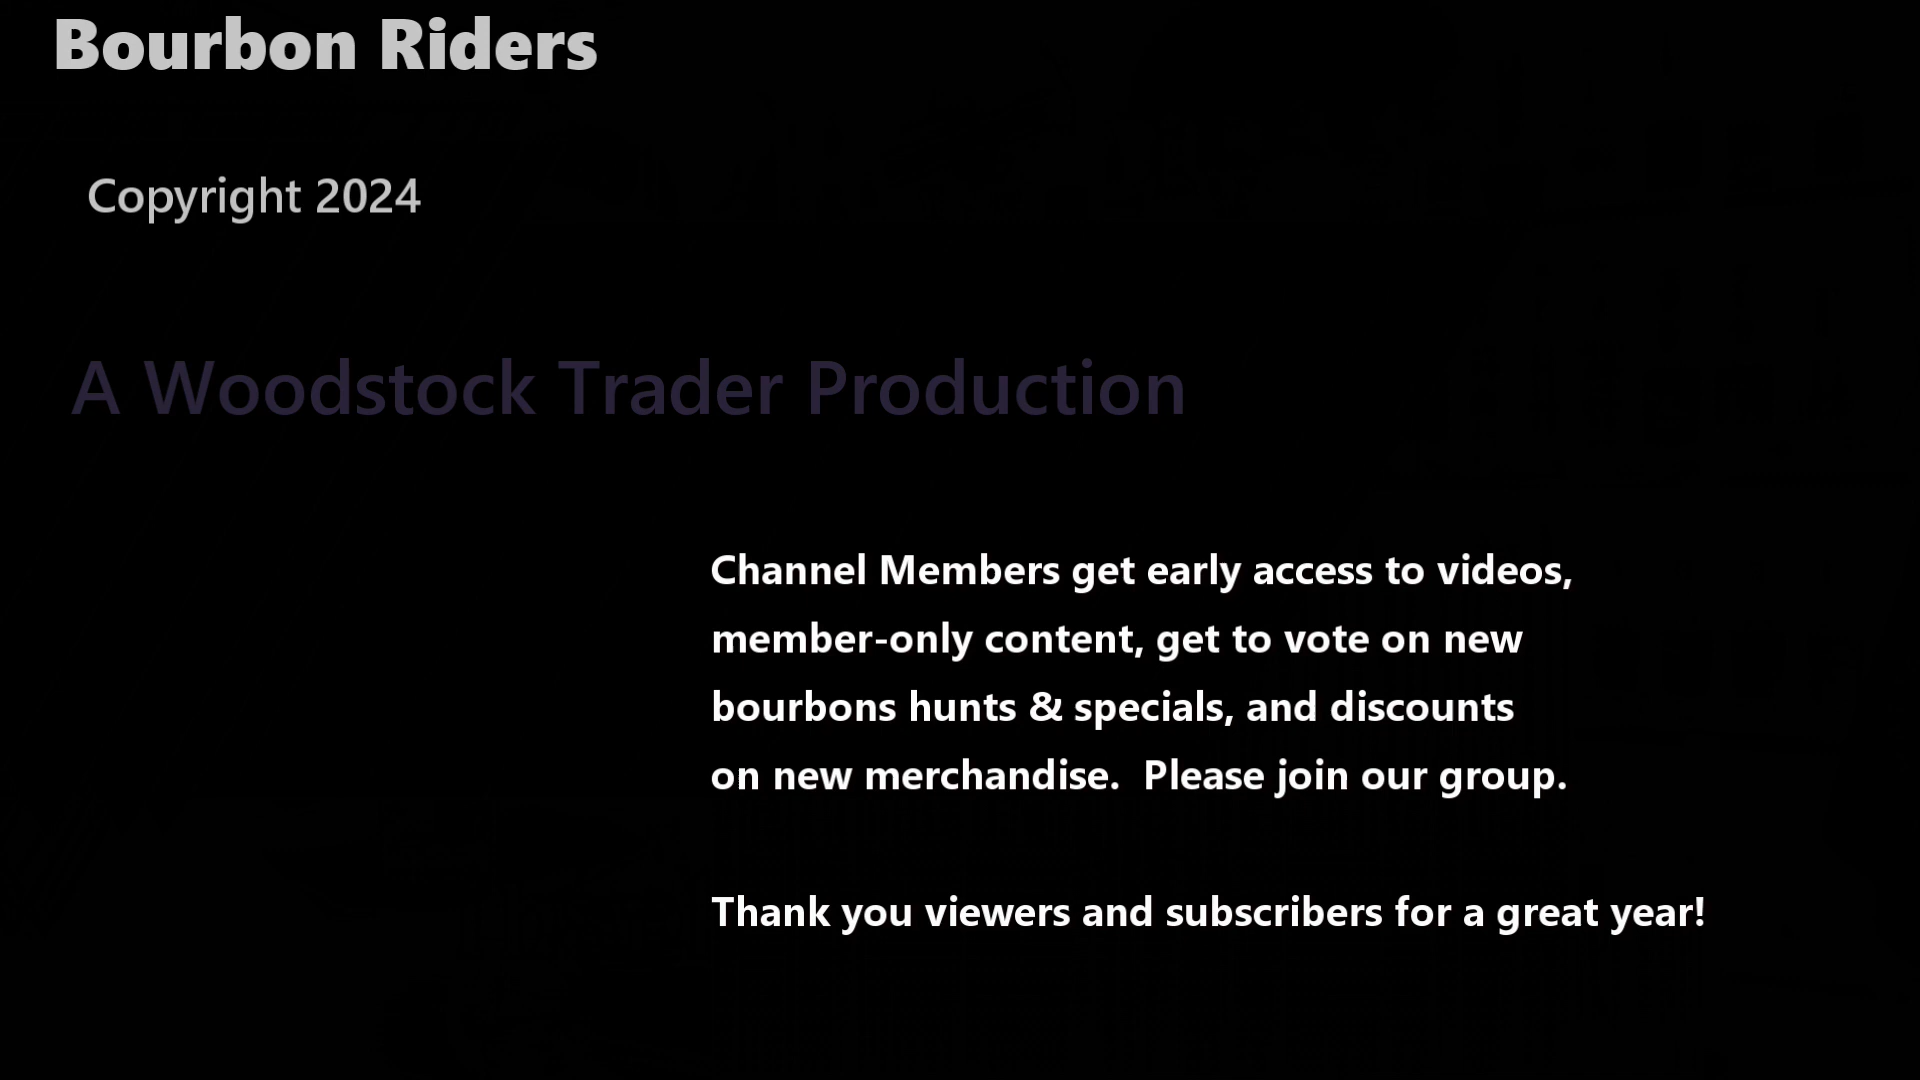 Bourbon Riders
Copyright 2024
A Woodstock Trader Production
Channel Members get early access to videos,
member-only content, get to vote on new
bourbons hunts & specials, and discounts
on new merchandise.  Please join our group.
Thank you viewers and subscribers for a great year!